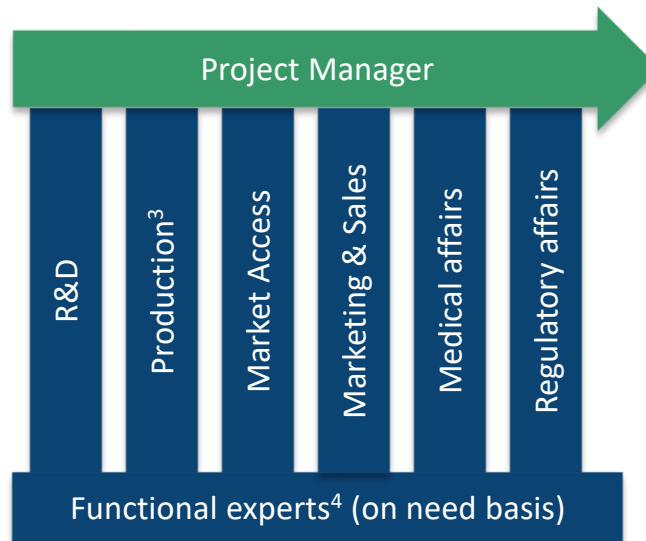 Project Manager
R&D
Production³
Market Access
Marketing & Sales
Medical affairs
Regulatory affairs
Functional experts⁴ (on need basis)